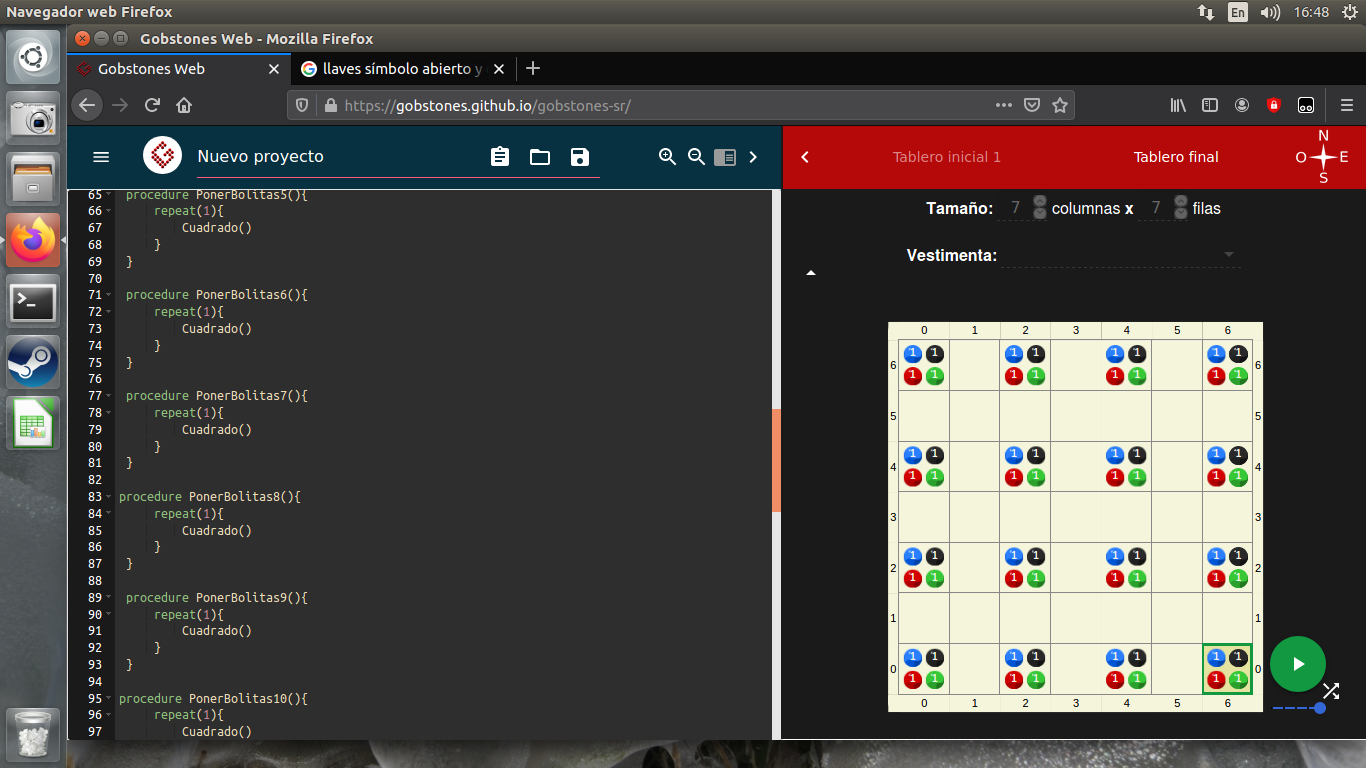 Navegador web Firefox
En
16:48
Gobstones Web - Mozilla Firefox
Gobstones Web
llaves símbolo abierto y
https://gobstones.github.io/gobstones-sr/
Nuevo proyecto
Tablero inicial 1
Tablero final
N
O E
S
65 procedure PonerBolitas5(){
66 repeat(1){
67 Cuadrado()
68 }
69 }
70
71 procedure PonerBolitas6(){
72 repeat(1){
73 Cuadrado()
74 }
75 }
76
77 procedure PonerBolitas7(){
78 repeat(1){
79 Cuadrado()
80 }
81 }
82
83 procedure PonerBolitas8(){
84 repeat(1){
85 Cuadrado()
86 }
87 }
88
89 procedure PonerBolitas9(){
90 repeat(1){
91 Cuadrado()
92 }
93 }
94
95 procedure PonerBolitas10(){
96 repeat(1){
97 Cuadrado()
Tamaño: 7 columnas x 7 filas
Vestimenta:
0 1 2 3 4 5 6
1 1 1 1 1 1 1 1
6 6
1 1 1 1 1 1 1 1
5 5
1 1 1 1 1 1 1 1
4 4
1 1 1 1 1 1 1 1
3 3
1 1 1 1 1 1 1 1
2 2
1 1 1 1 1 1 1 1
1 1
1 1 1 1 1 1 1 1
0 0
1 1 1 1 1 1 1 1
0 1 2 3 4 5 6